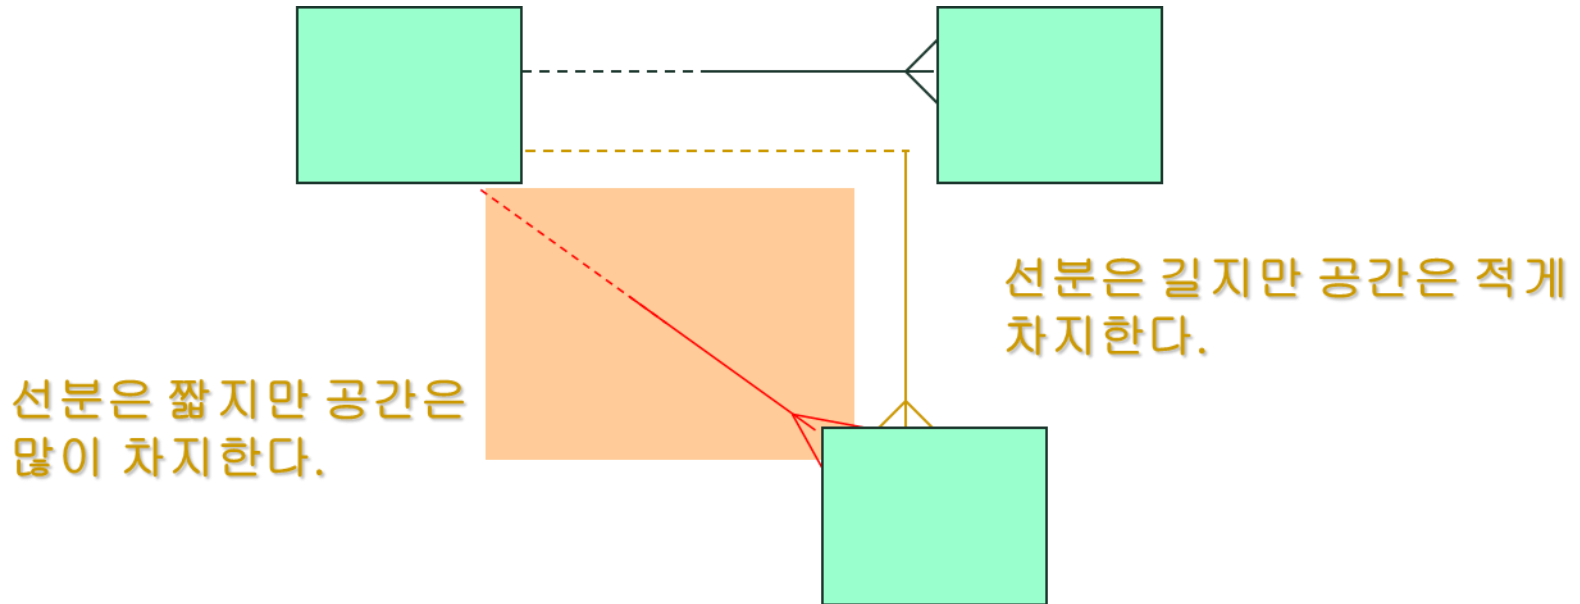 선분은 길지만 공간은 적게
차지한다.
선분은 짧지만 공간은
많이 차지한다.